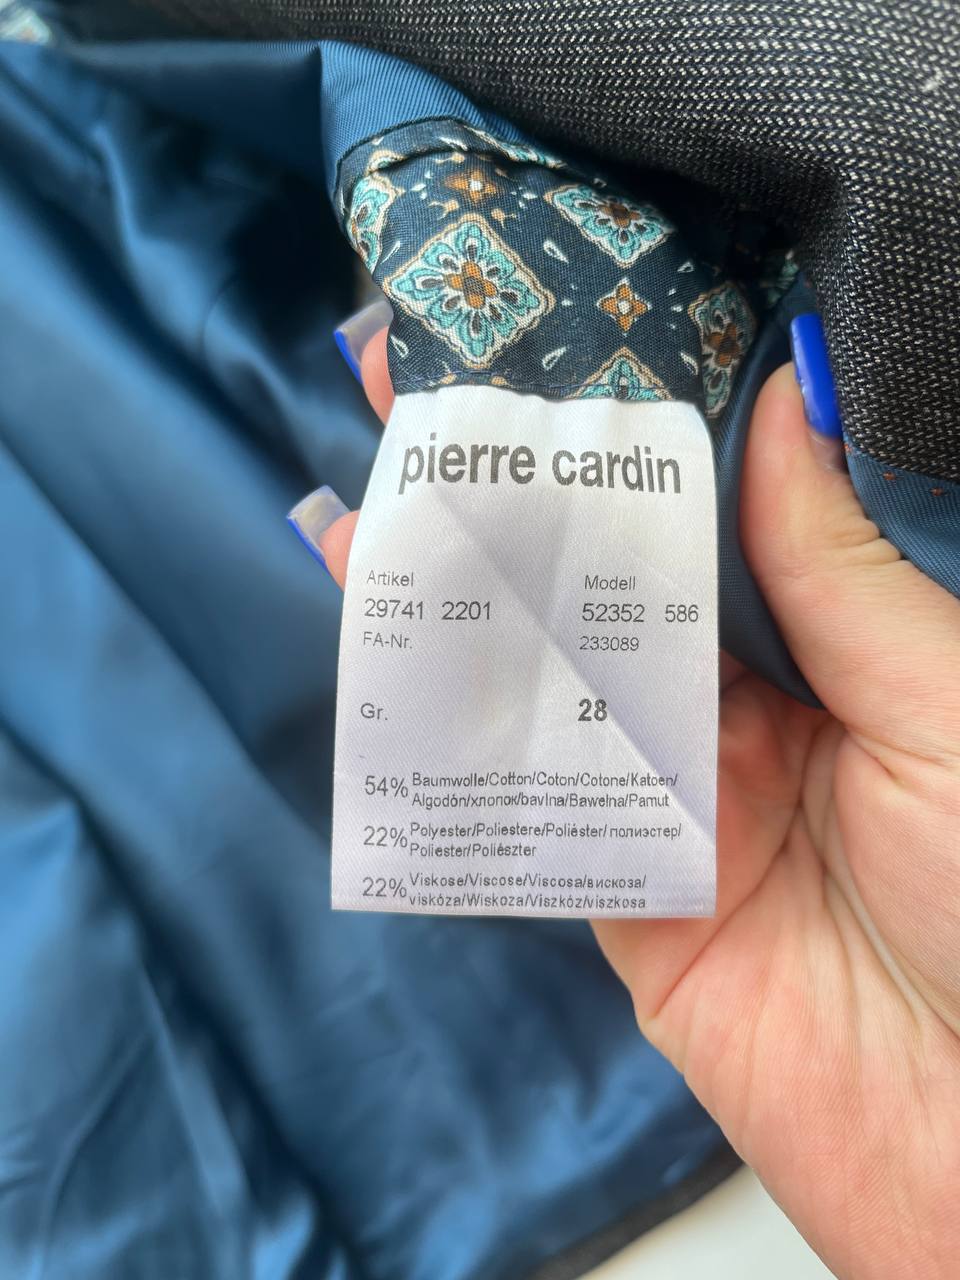 pierre cardin
Artikel Modell
29741 2201 52352 586
FA-Nr. 233089
Gr. 28
54% Baumwolle/Cotton/Coton/Cotone/Katoen/
Algodón/хлопок/bavlna/Bawełna/Pamut
22% Polyester/Poliestere/Poliéster/полиэстер/
Poliester/Poliészter
22% Viskose/Viscose/Viscosa/вискоза/
viskóza/Wiskoza/Viszkóz/viszkosa